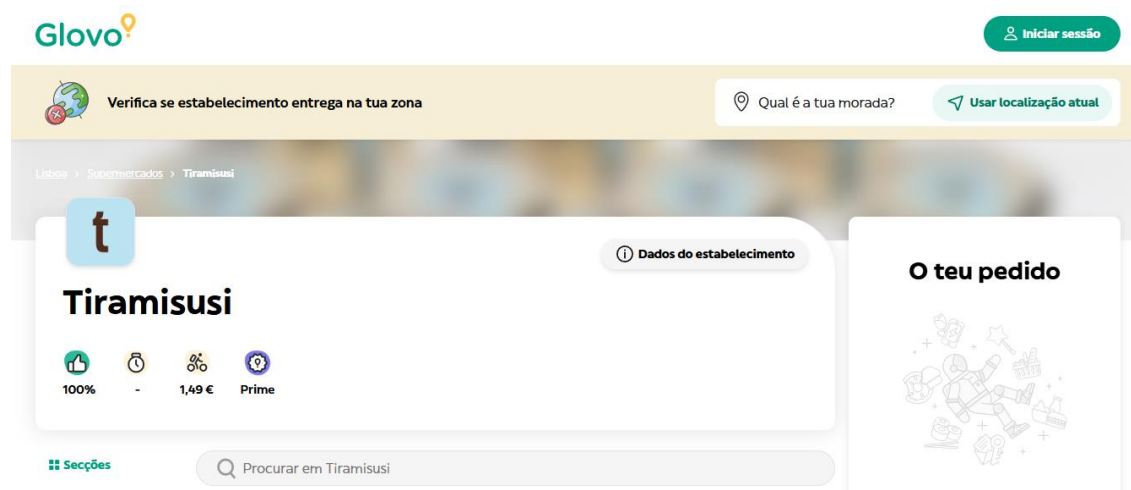 Glovo
Iniciar sessão
Verifica se estabelecimento entrega na tua zona
Qual é a tua morada?
Usar localização atual
Lisboa > Supermercados > Tiramisusi
t
Dados do estabelecimento
O teu pedido
Tiramisusi
100%
-
1,49 €
Prime
Secções
Procurar em Tiramisusi